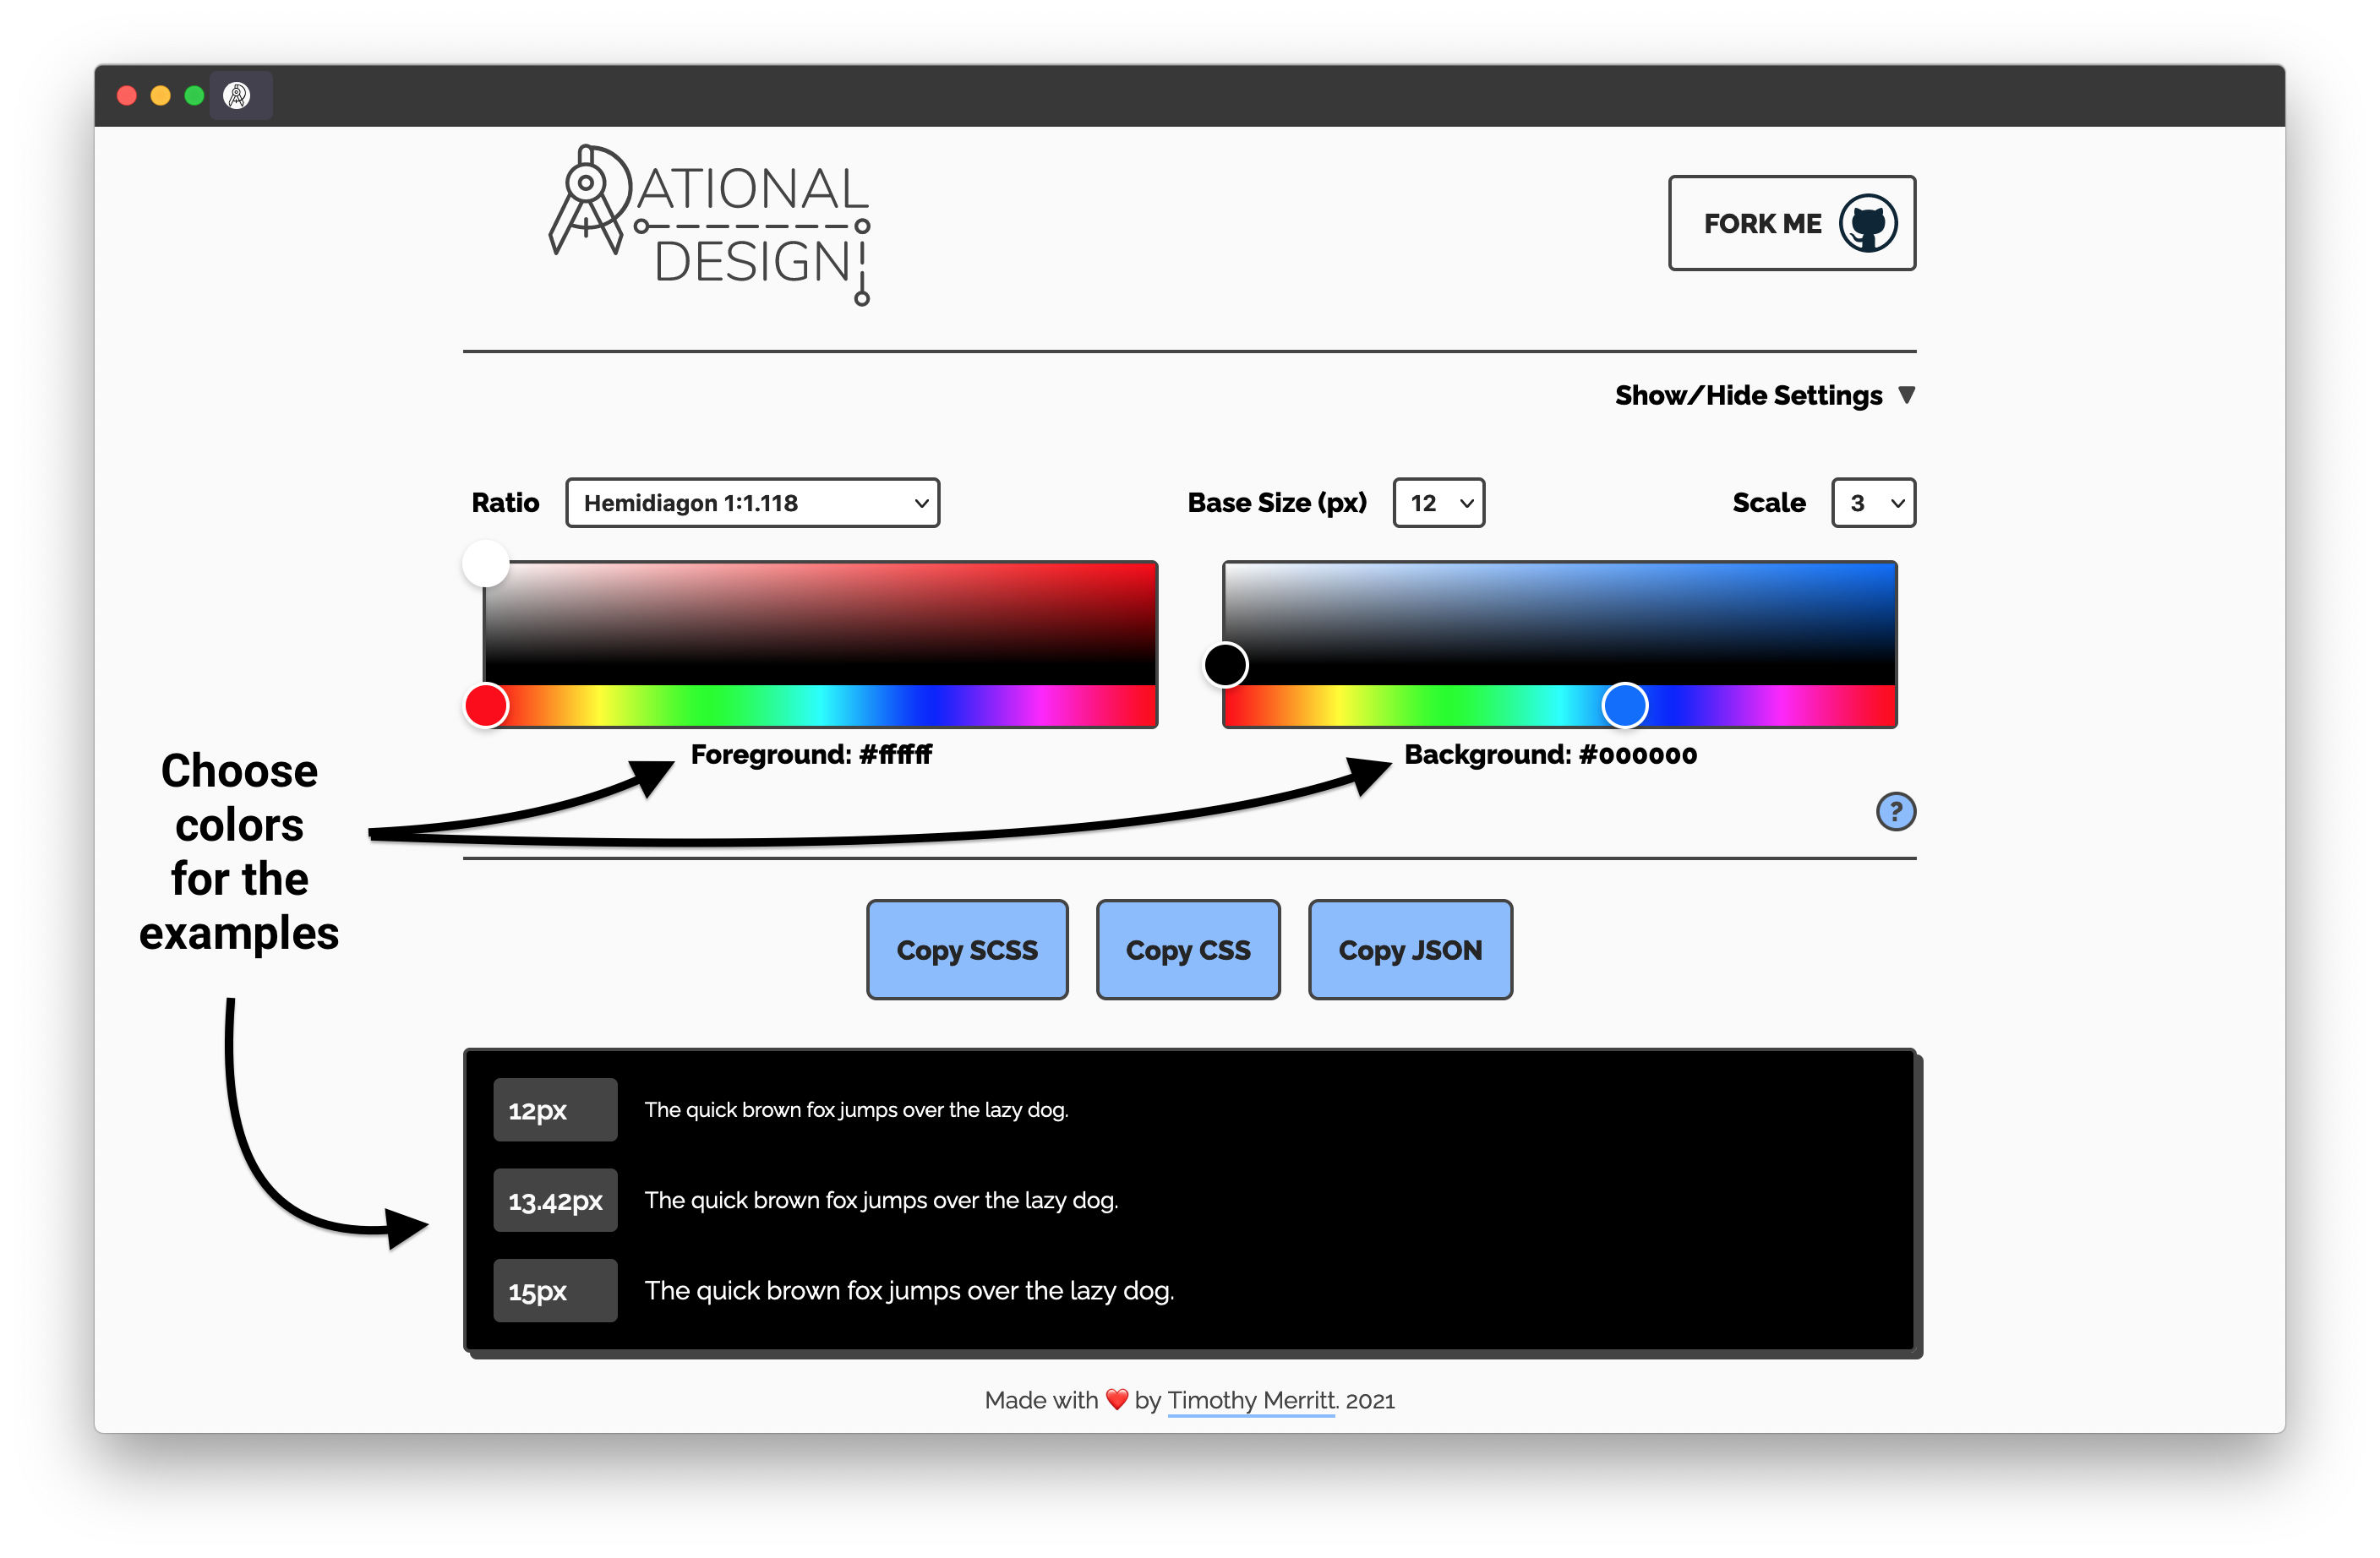 RATIONAL
DESIGN
FORK ME
Show/Hide Settings ▼
Ratio Hemidiagon 1:1.118 Base Size (px) 12 Scale 3
Foreground: #ffffff Background: #000000
Choose
colors
for the
examples
?
Copy SCSS Copy CSS Copy JSON
12px The quick brown fox jumps over the lazy dog.
13.42px The quick brown fox jumps over the lazy dog.
15px The quick brown fox jumps over the lazy dog.
Made with ❤️ by Timothy Merritt. 2021